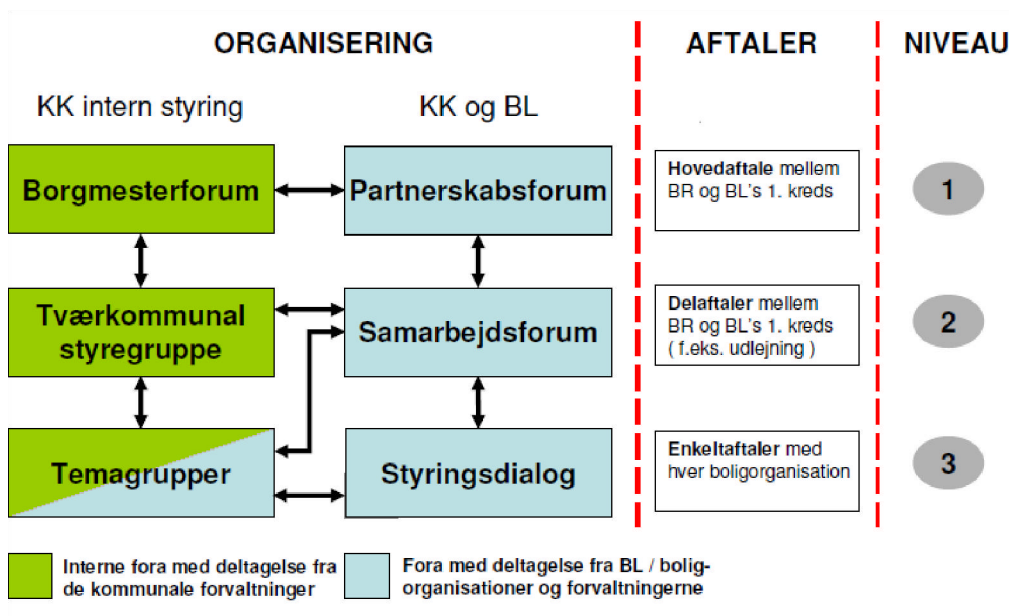 ORGANISERING
AFTALER
NIVEAU
KK intern styring
KK og BL
Borgmesterforum
Partnerskabsforum
Hovedaftale mellem
BR og BL's 1. kreds
1
Tværkommunal
styregruppe
Samarbejdsforum
Delaftaler mellem
BR og BL's 1. kreds
( f.eks. udlejning )
2
Temagrupper
Styringsdialog
Enkeltaftaler med
hver boligorganisation
3
Interne fora med deltagelse fra
de kommunale forvaltninger
Fora med deltagelse fra BL / bolig-
organisationer og forvaltningerne